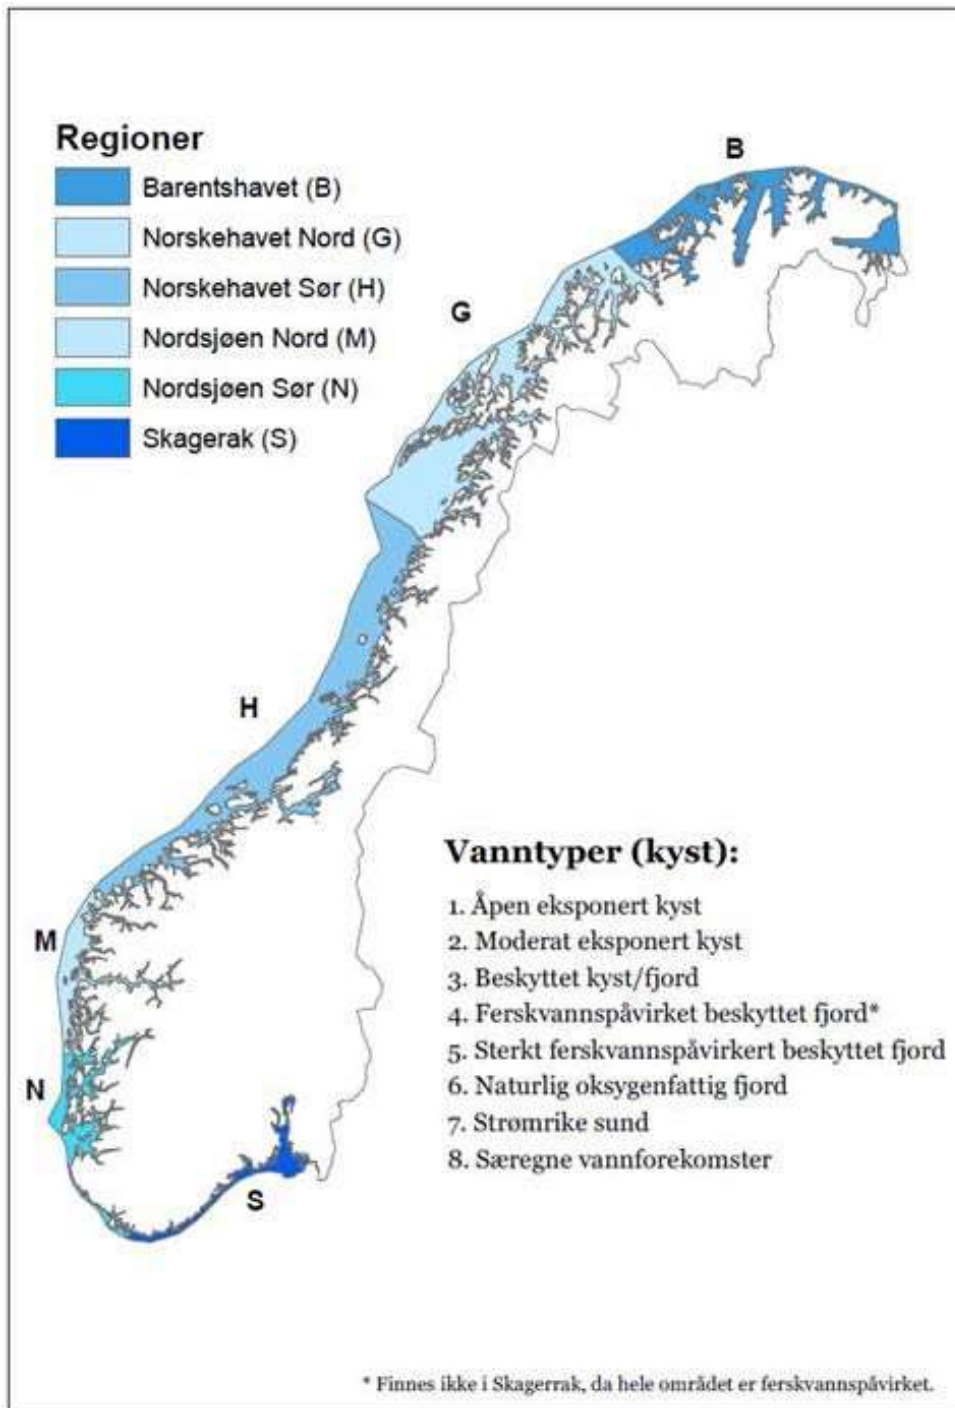 Regioner
Barentshavet (B)
Norskehavet Nord (G)
Norskehavet Sør (H)
Nordsjøen Nord (M)
Nordsjøen Sør (N)
Skagerak (S)
B
G
H
M
N
S
Vanntyper (kyst):
1. Åpen eksponert kyst
2. Moderat eksponert kyst
3. Beskyttet kyst/fjord
4. Ferskvannspåvirket beskyttet fjord*
5. Sterkt ferskvannspåvirkert beskyttet fjord
6. Naturlig oksygenfattig fjord
7. Strømrike sund
8. Særegne vannforekomster
* Finnes ikke i Skagerrak, da hele området er ferskvannspåvirket.